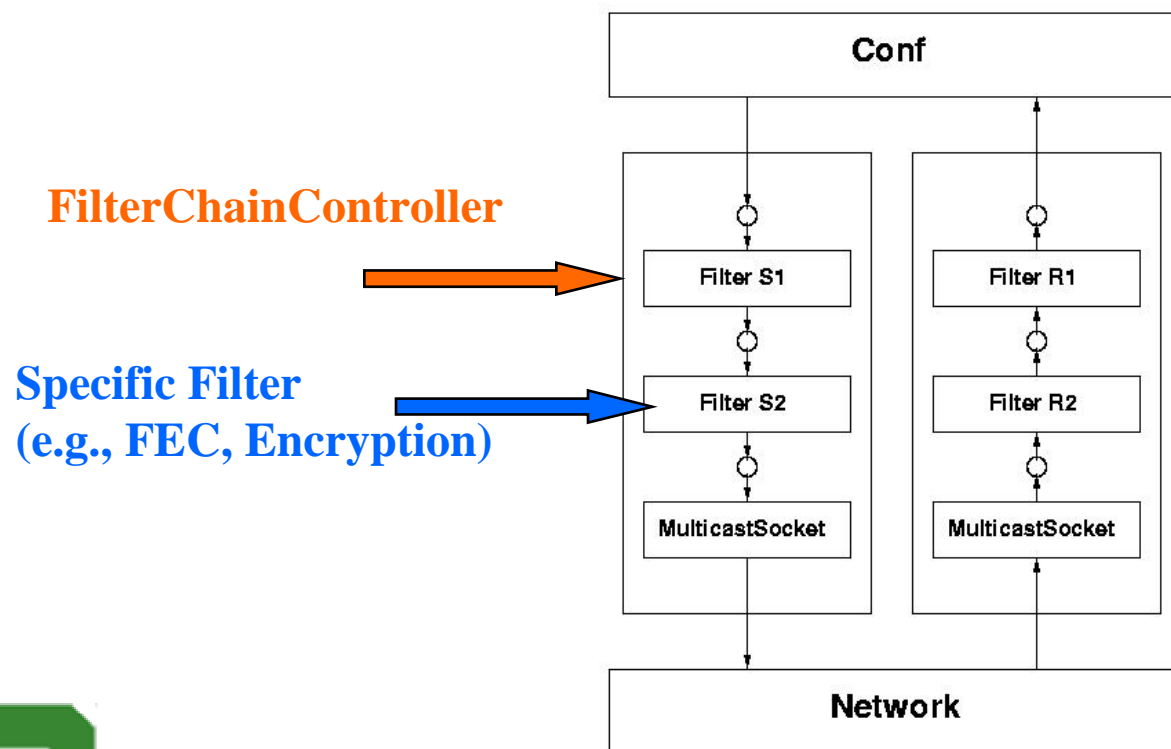 Conf
FilterChainController
Filter S1
Filter R1
Specific Filter
(e.g., FEC, Encryption)
Filter S2
Filter R2
MulticastSocket
MulticastSocket
Network